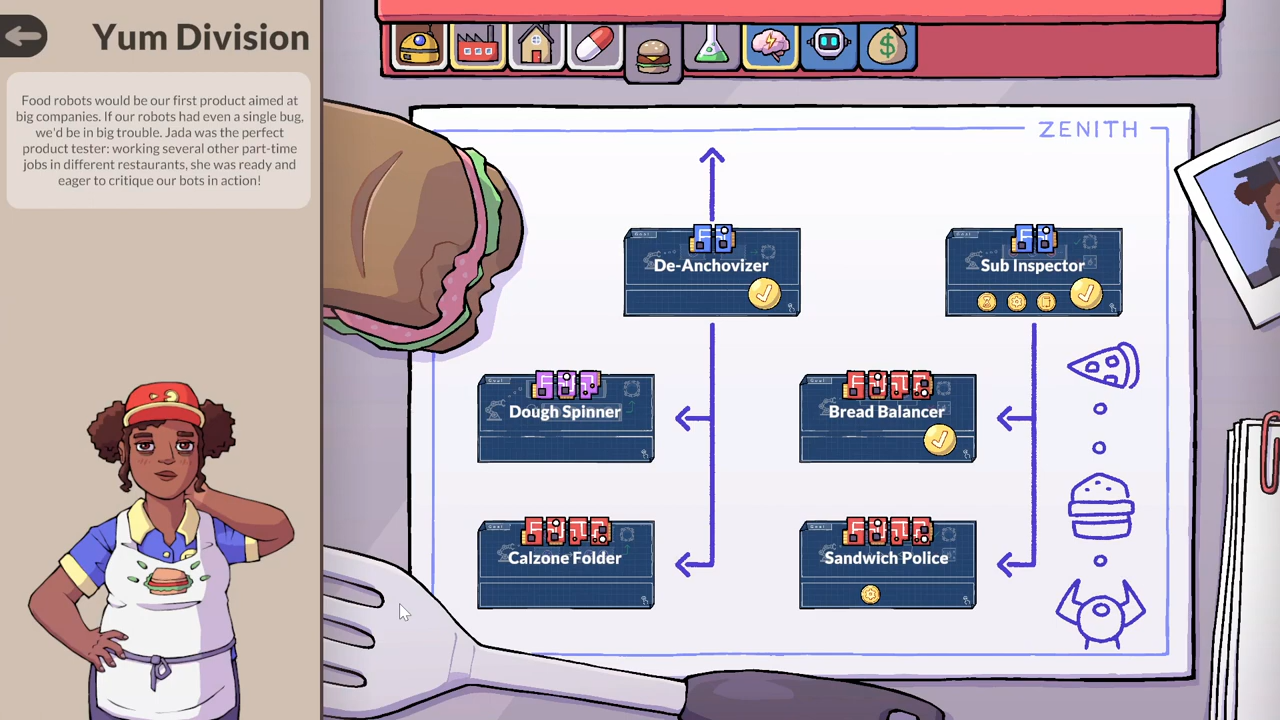 Yum Division
Food robots would be our first product aimed at
big companies. If our robots had even a single bug,
we'd be in big trouble. Jada was the perfect
product tester: working several other part-time
jobs in different restaurants, she was ready and
eager to critique our bots in action!
ZENITH
De-Anchovizer
Sub Inspector
Dough Spinner
Bread Balancer
Calzone Folder
Sandwich Police